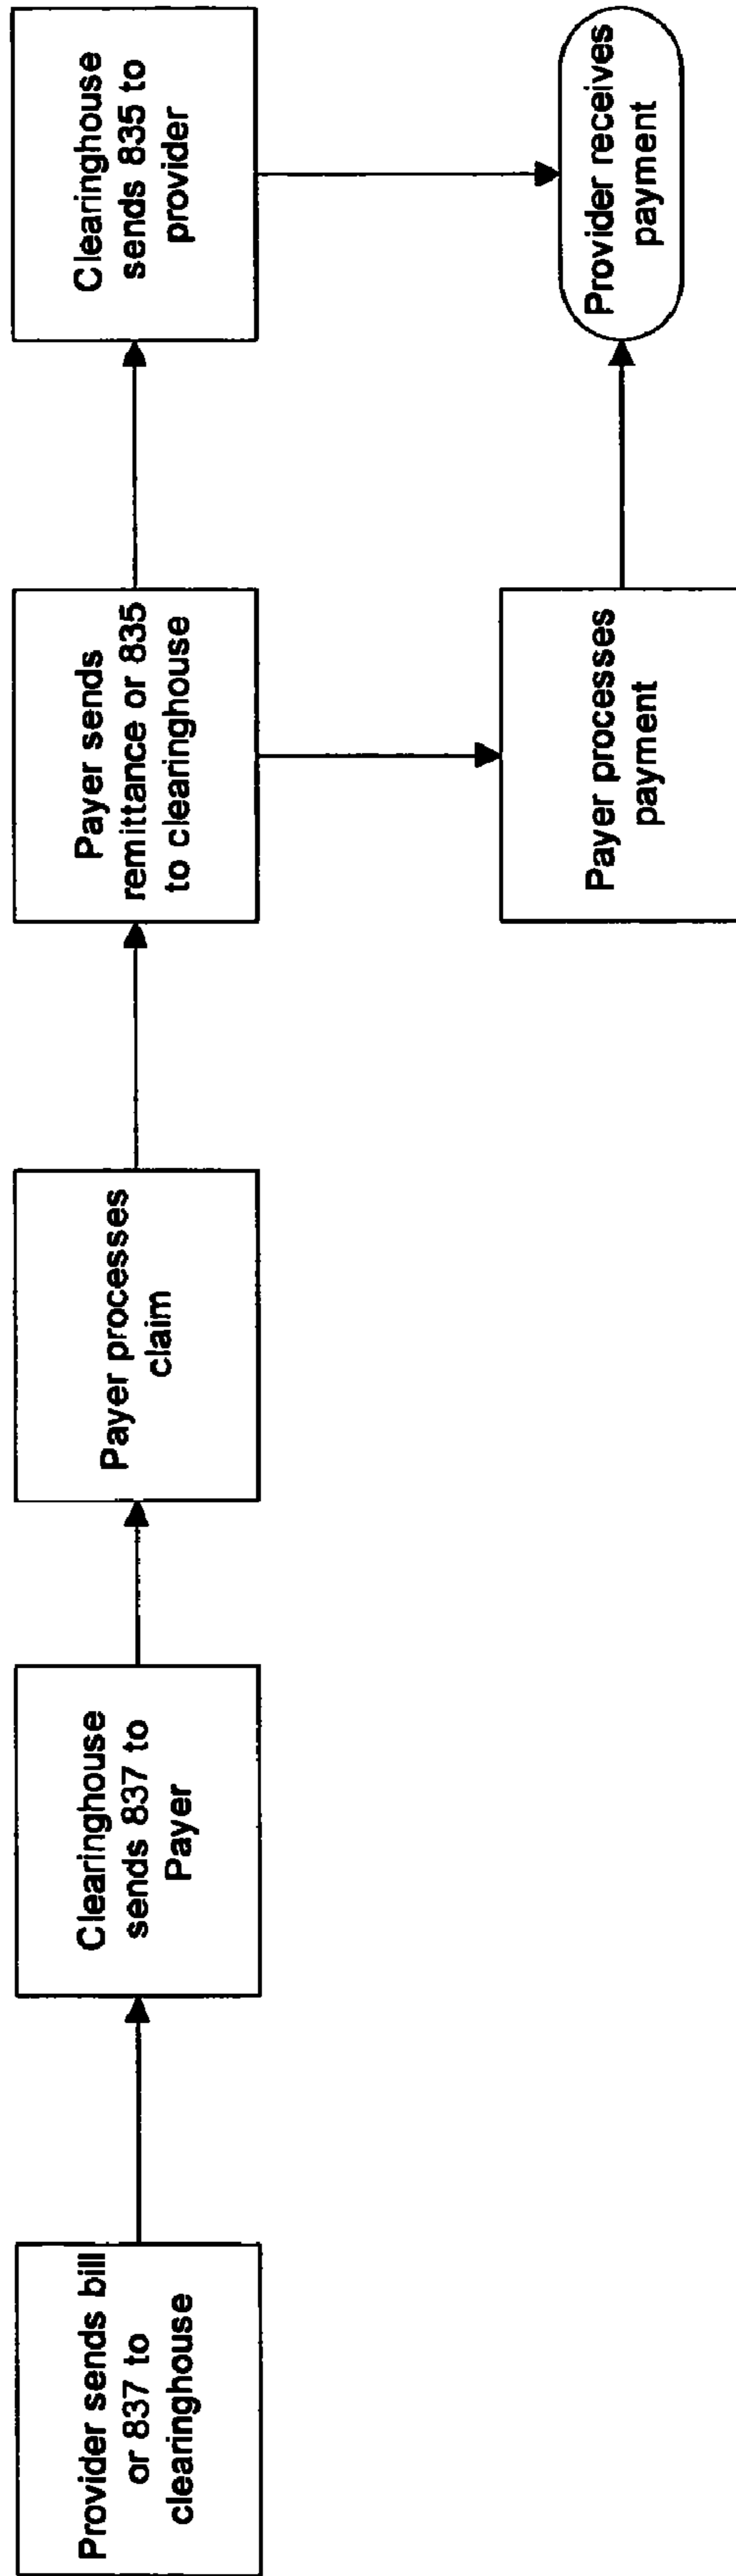 Provider sends bill
or 837 to
clearinghouse
Clearinghouse
sends 837 to
Payer
Payer processes
claim
Payer sends
remittance or 835
to clearinghouse
Clearinghouse
sends 835 to
provider
Payer processes
payment
Provider receives
payment